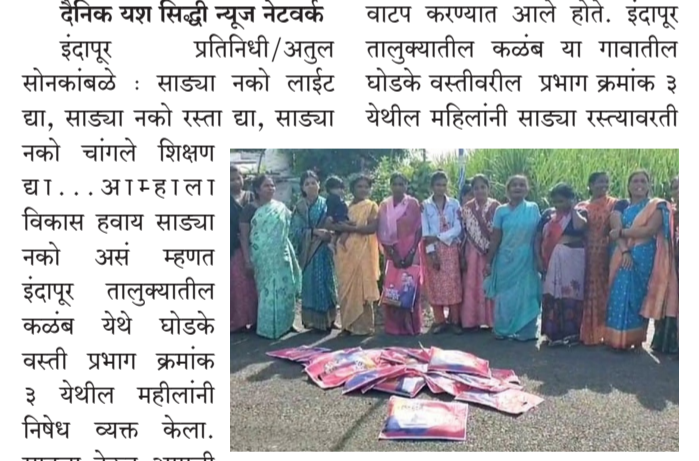 दैनिक यश सिद्धी न्यूज नेटवर्क
इंदापूर प्रतिनिधी/अतुल
सोनकांबळे : साड्या नको लाईट
द्या, साड्या नको रस्ता द्या, साड्या
नको चांगले शिक्षण
द्या...आम्हाला
विकास हवाय साड्या
नको असं म्हणत
इंदापूर तालुक्यातील
कळंब येथे घोडके
वस्ती प्रभाग क्रमांक
३ येथील महीलांनी
निषेध व्यक्त केला.
वाटप करण्यात आले होते. इंदापूर
तालुक्यातील कळंब या गावातील
घोडके वस्तीवरील प्रभाग क्रमांक ३
येथील महिलांनी साड्या रस्त्यावरती